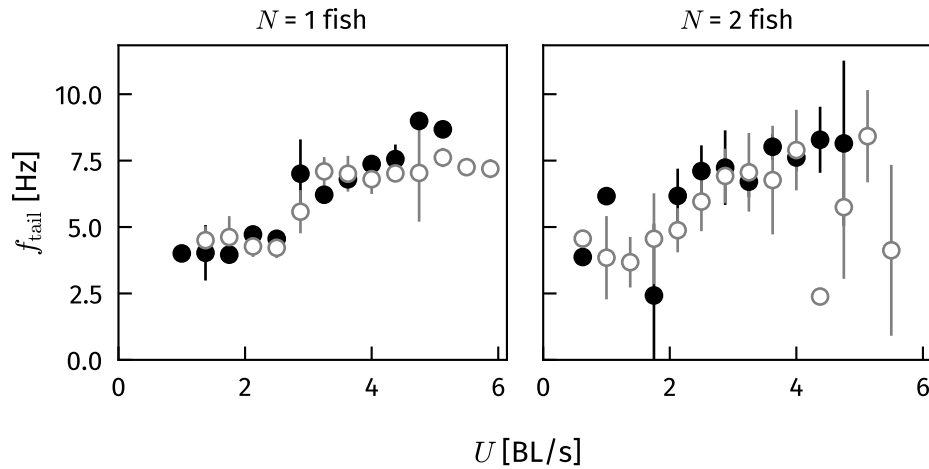 N = 1 fish
N = 2 fish
10.0
7.5
5.0
2.5
0.0
f_tail [Hz]
0 2 4 6
0 2 4 6
U [BL/s]